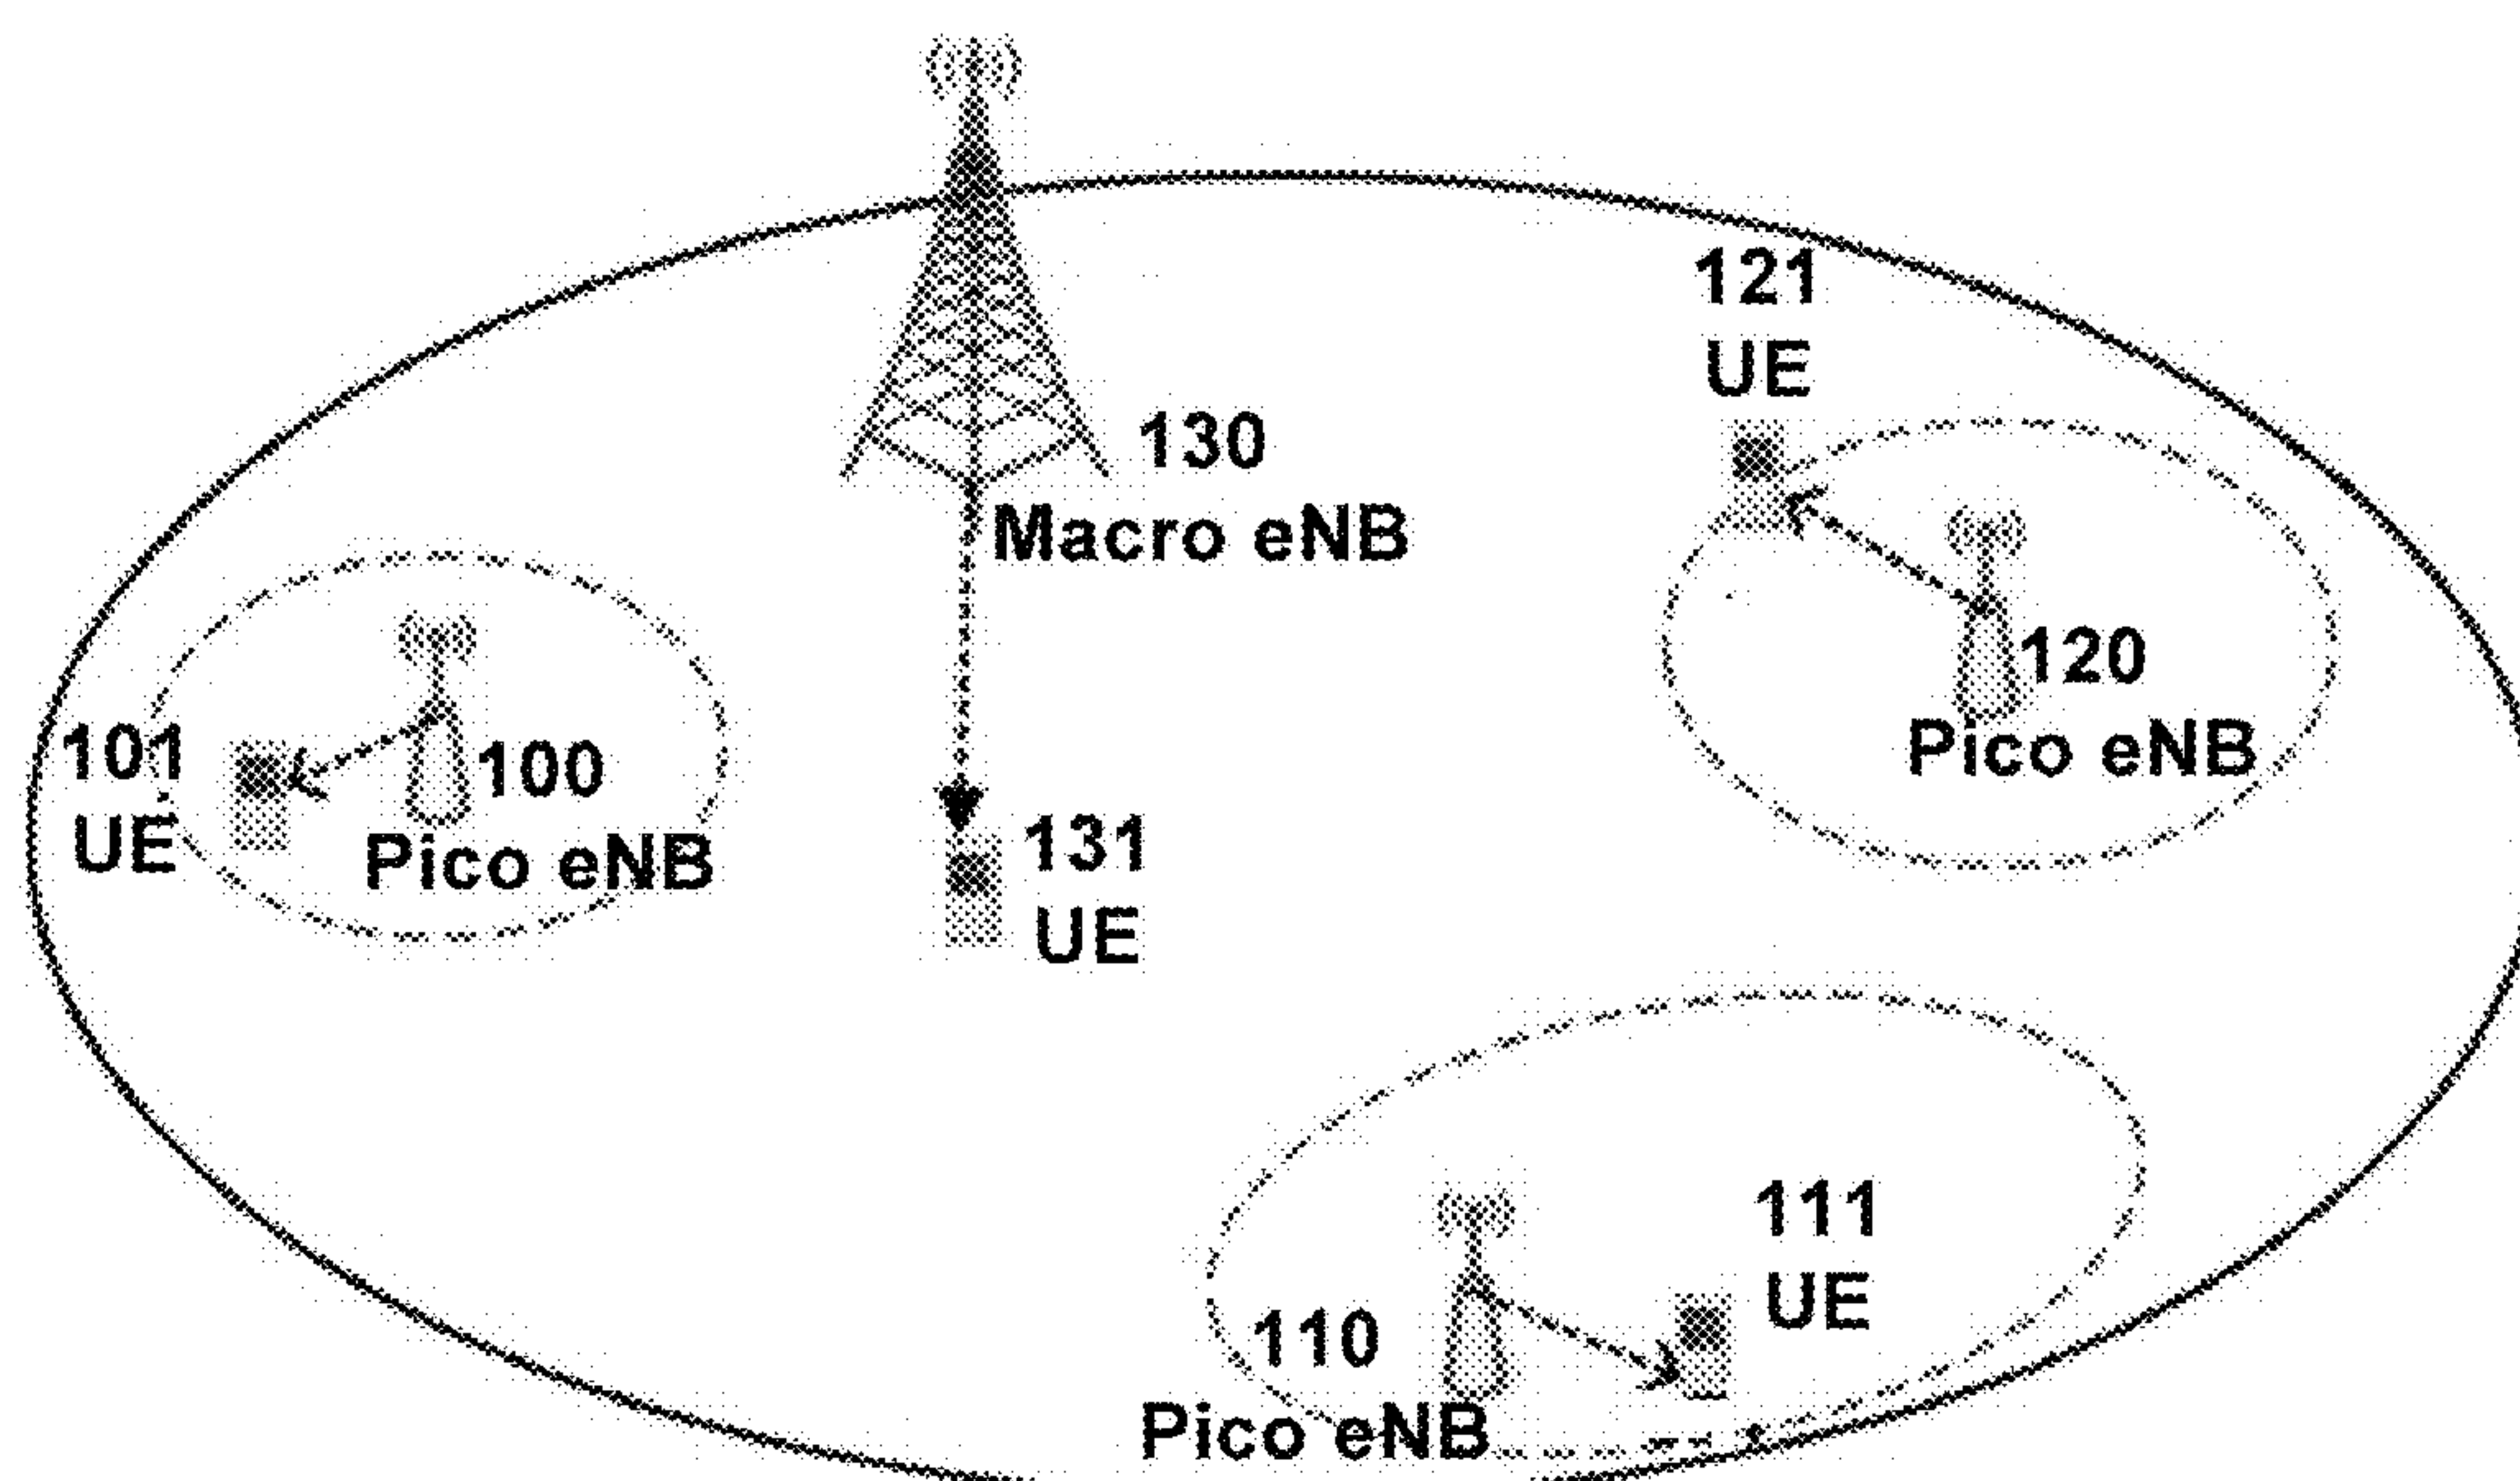 121
UE
130
Macro eNB
120
Pico eNB
101
UE
100
Pico eNB
131
UE
111
UE
110
Pico eNB